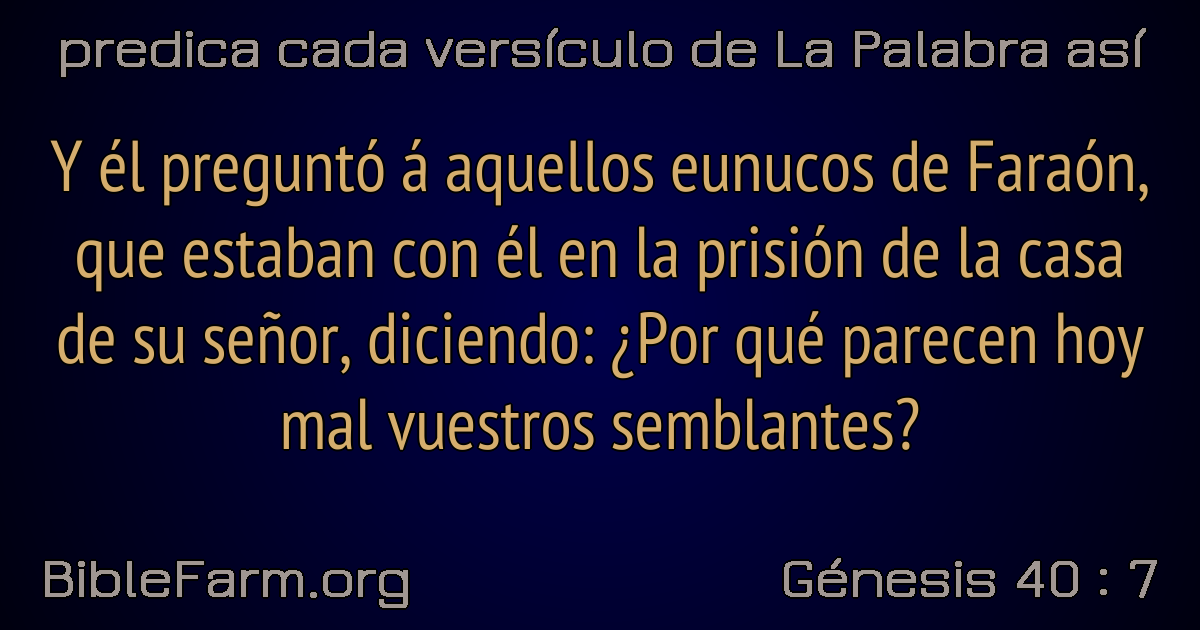 predica cada versículo de La Palabra así
Y él preguntó á aquellos eunucos de Faraón,
que estaban con él en la prisión de la casa
de su señor, diciendo: ¿Por qué parecen hoy
mal vuestros semblantes?
BibleFarm.org
Génesis 40 : 7